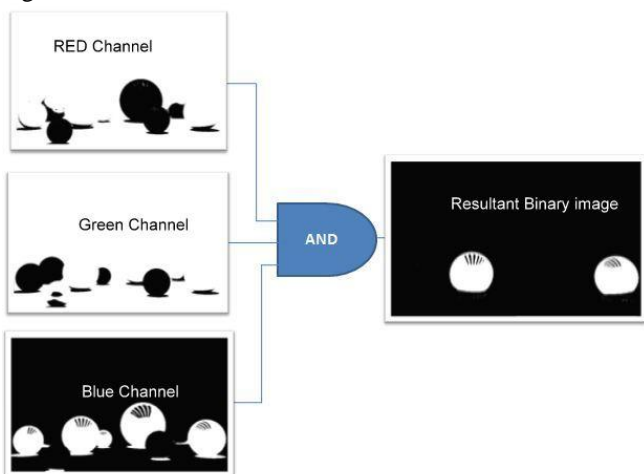 RED Channel
Green Channel
Blue Channel
AND
Resultant Binary image